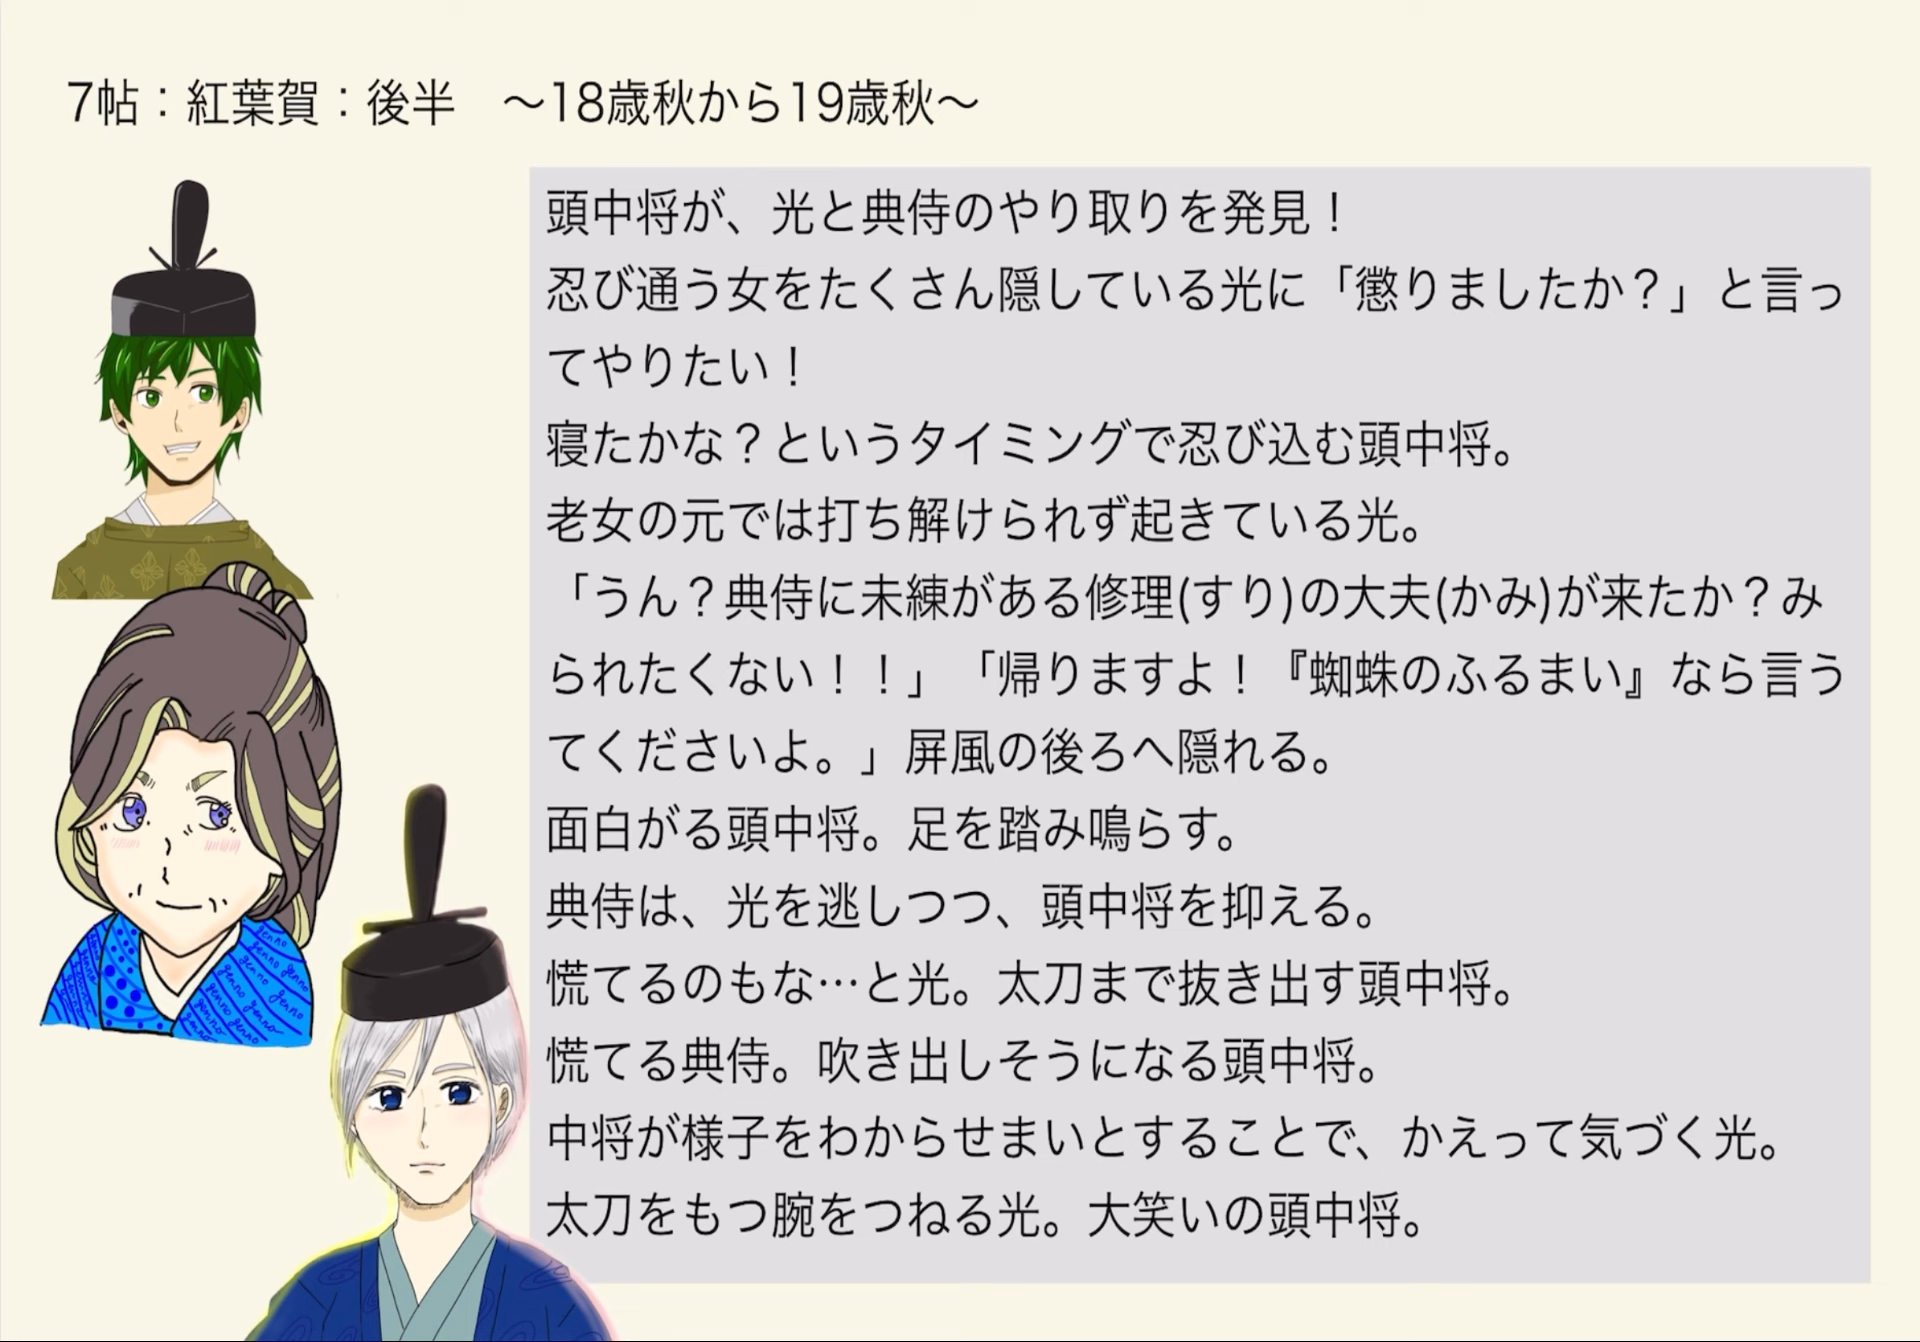 7帖：紅葉賀：後半　～18歳秋から19歳秋～
頭中将が、光と典侍のやり取りを発見！
忍び通う女をたくさん隠している光に「懲りましたか？」と言っ
てやりたい！
寝たかな？というタイミングで忍び込む頭中将。
老女の元では打ち解けられず起きている光。
「うん？典侍に未練がある修理(すり)の大夫(かみ)が来たか？み
られたくない！！」「帰りますよ！『蜘蛛のふるまい』なら言う
てくださいよ。」屏風の後ろへ隠れる。
面白がる頭中将。足を踏み鳴らす。
典侍は、光を逃しつつ、頭中将を抑える。
慌てるのもな…と光。太刀まで抜き出す頭中将。
慌てる典侍。吹き出しそうになる頭中将。
中将が様子をわからせまいとすることで、かえって気づく光。
太刀をもつ腕をつねる光。大笑いの頭中将。
genno
genno genno
genno genno
genno genno
genno genno
genno